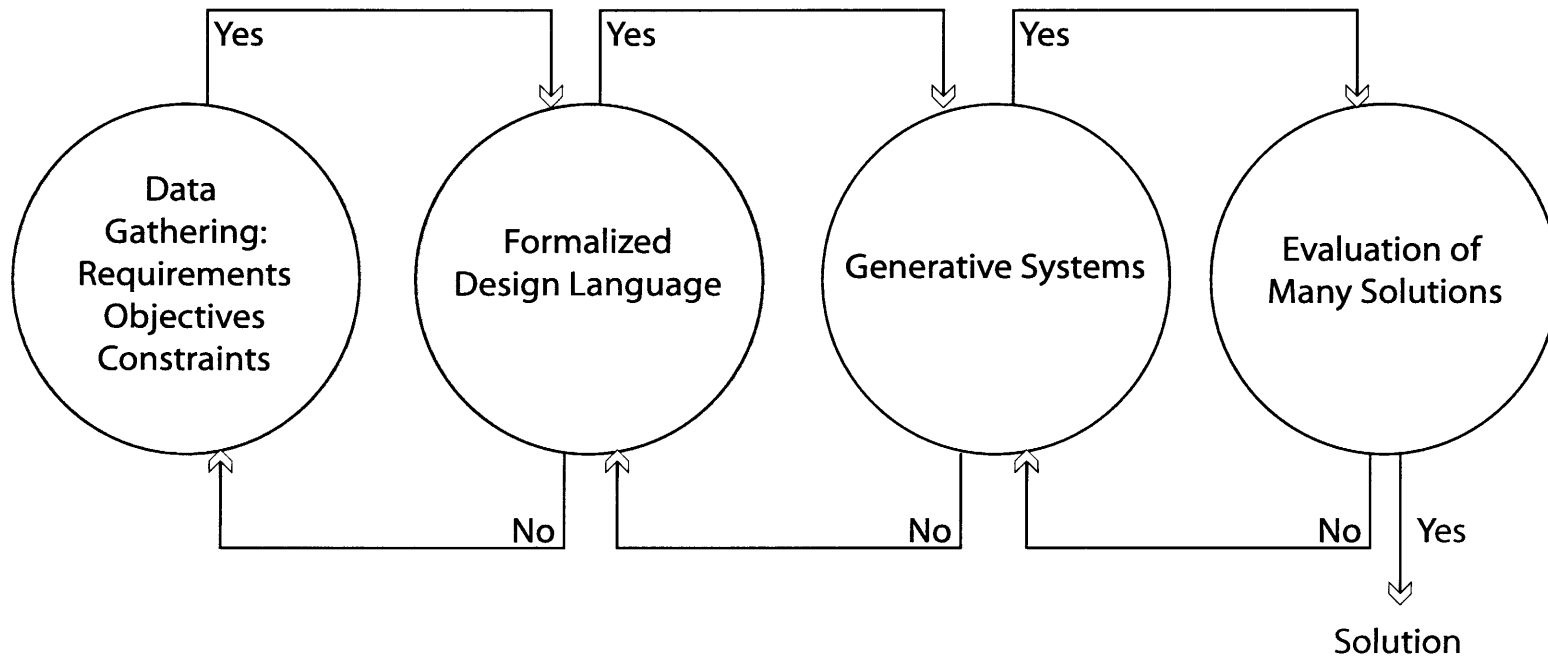 Yes
Yes
Yes
Data
Gathering:
Requirements
Objectives
Constraints
Formalized
Design Language
Generative Systems
Evaluation of
Many Solutions
No
No
No
Yes
Solution